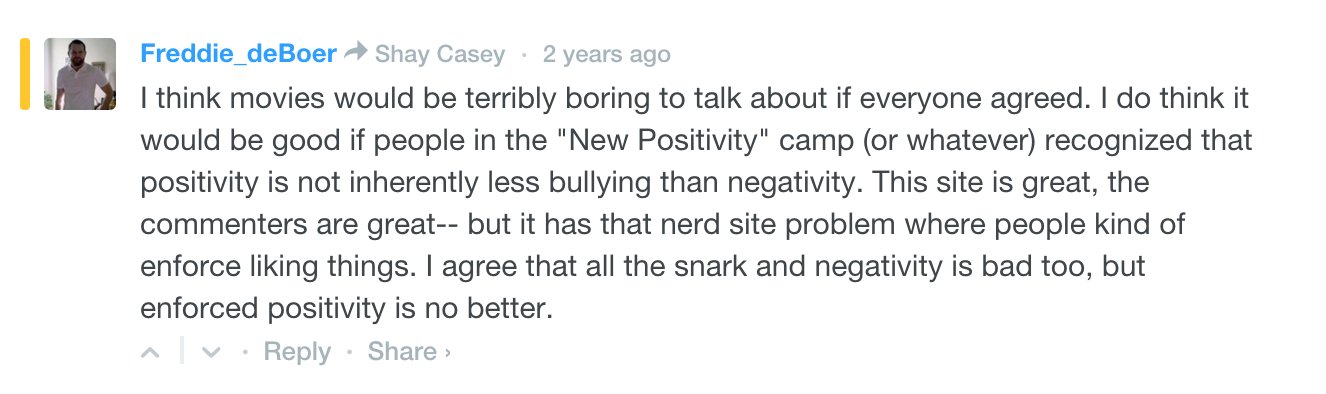 Freddie_deBoer Shay Casey · 2 years ago
I think movies would be terribly boring to talk about if everyone agreed. I do think it
would be good if people in the "New Positivity" camp (or whatever) recognized that
positivity is not inherently less bullying than negativity. This site is great, the
commenters are great-- but it has that nerd site problem where people kind of
enforce liking things. I agree that all the snark and negativity is bad too, but
enforced positivity is no better.
· Reply · Share ›